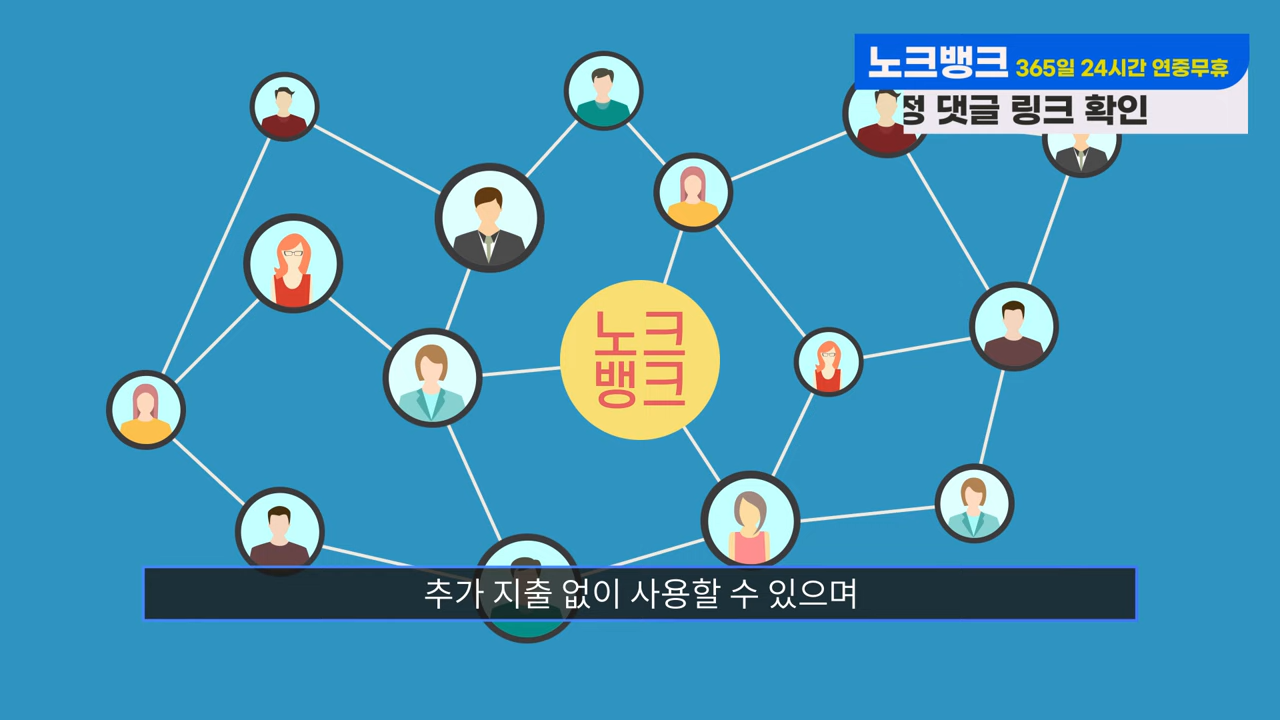 노크뱅크 365일 24시간 연중무휴
정 댓글 링크 확인
노크
뱅크
추가 지출 없이 사용할 수 있으며